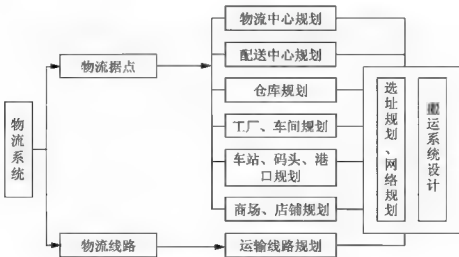 物流系统
物流据点
物流线路
物流中心规划
配送中心规划
仓库规划
工厂、车间规划
车站、码头、港
口规划
商场、店铺规划
运输线路规划
选址规划、网络规划
运系统设计